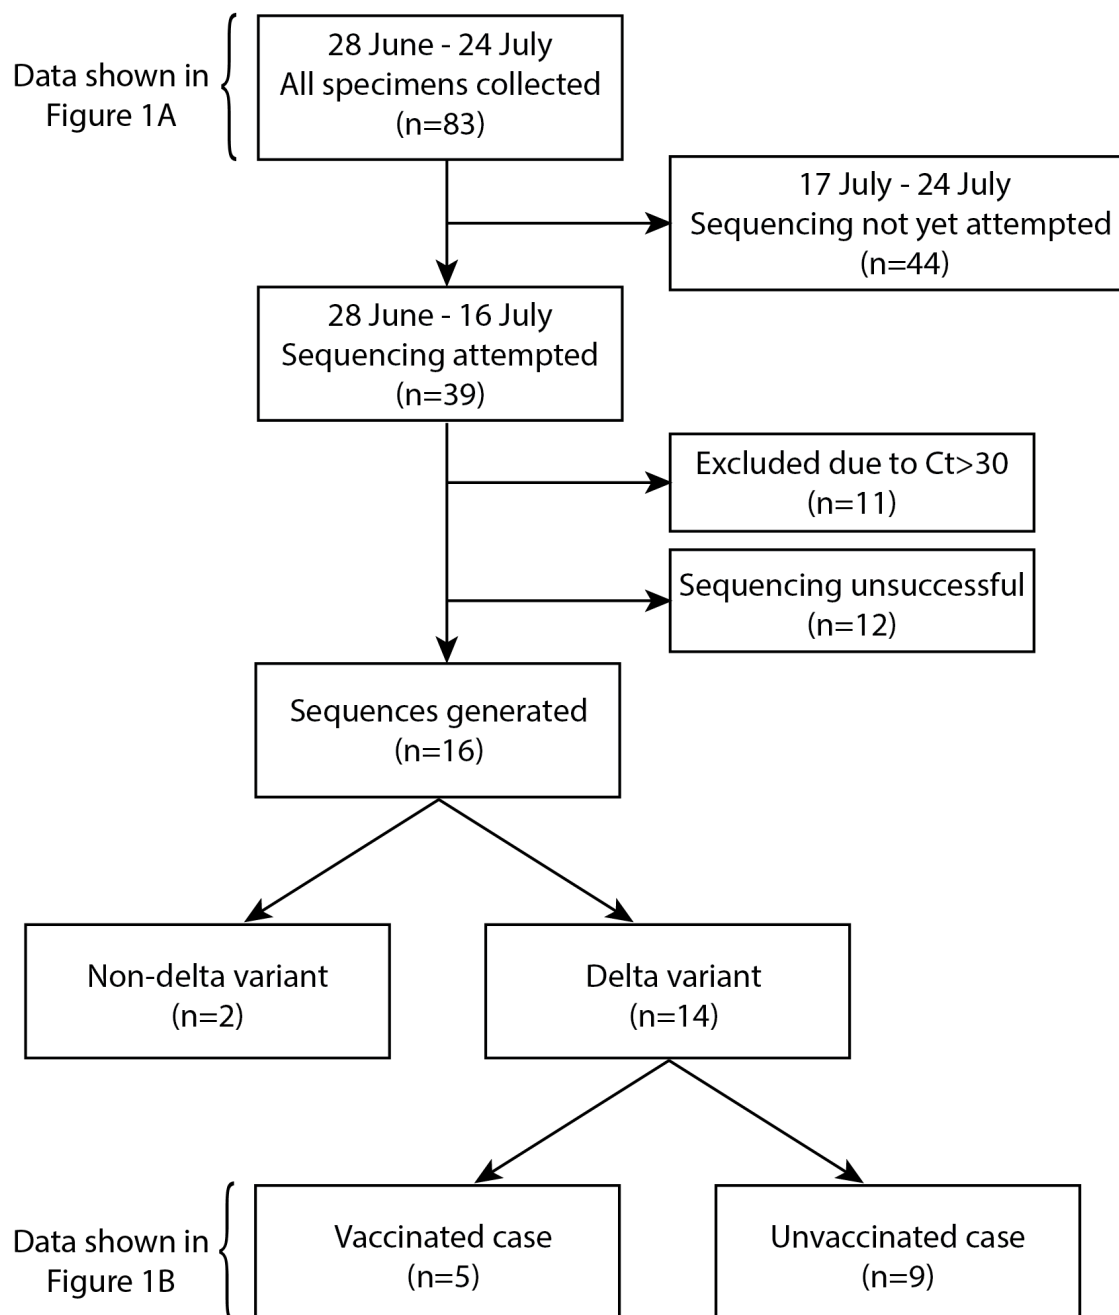 Data shown in
Figure 1A
28 June - 24 July
All specimens collected
(n=83)
17 July - 24 July
Sequencing not yet attempted
(n=44)
28 June - 16 July
Sequencing attempted
(n=39)
Excluded due to Ct>30
(n=11)
Sequencing unsuccessful
(n=12)
Sequences generated
(n=16)
Non-delta variant
(n=2)
Delta variant
(n=14)
Data shown in
Figure 1B
Vaccinated case
(n=5)
Unvaccinated case
(n=9)